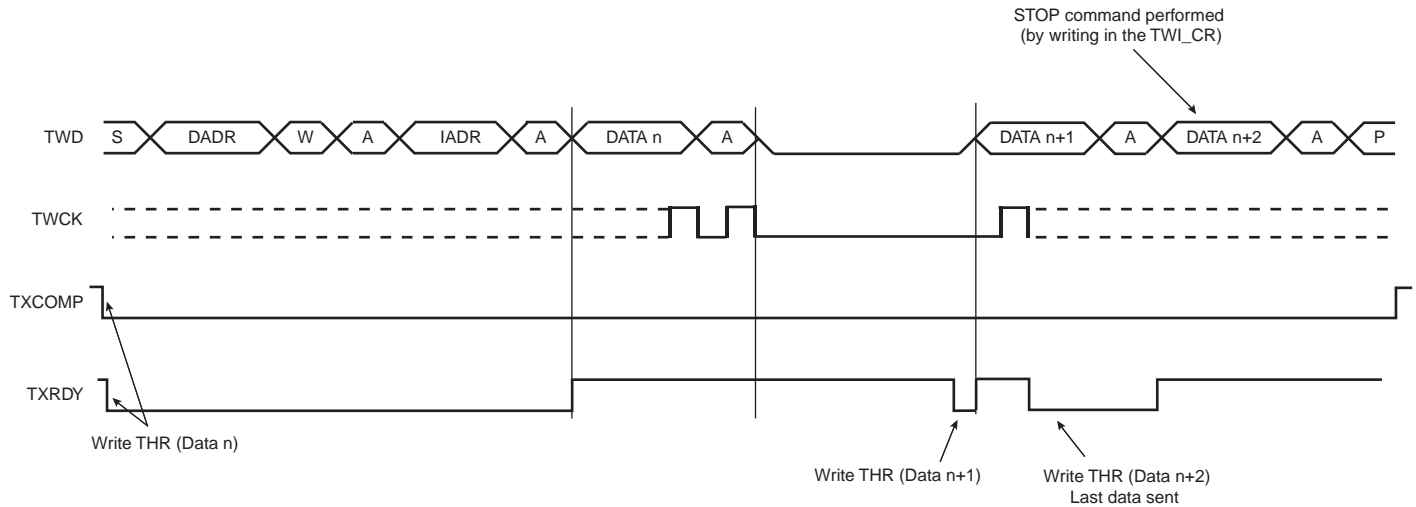 STOP command performed
(by writing in the TWI_CR)
TWD S DADR W A IADR A DATA n A DATA n+1 A DATA n+2 A P
TWCK
TXCOMP
TXRDY
Write THR (Data n)
Write THR (Data n+1) Write THR (Data n+2)
Last data sent